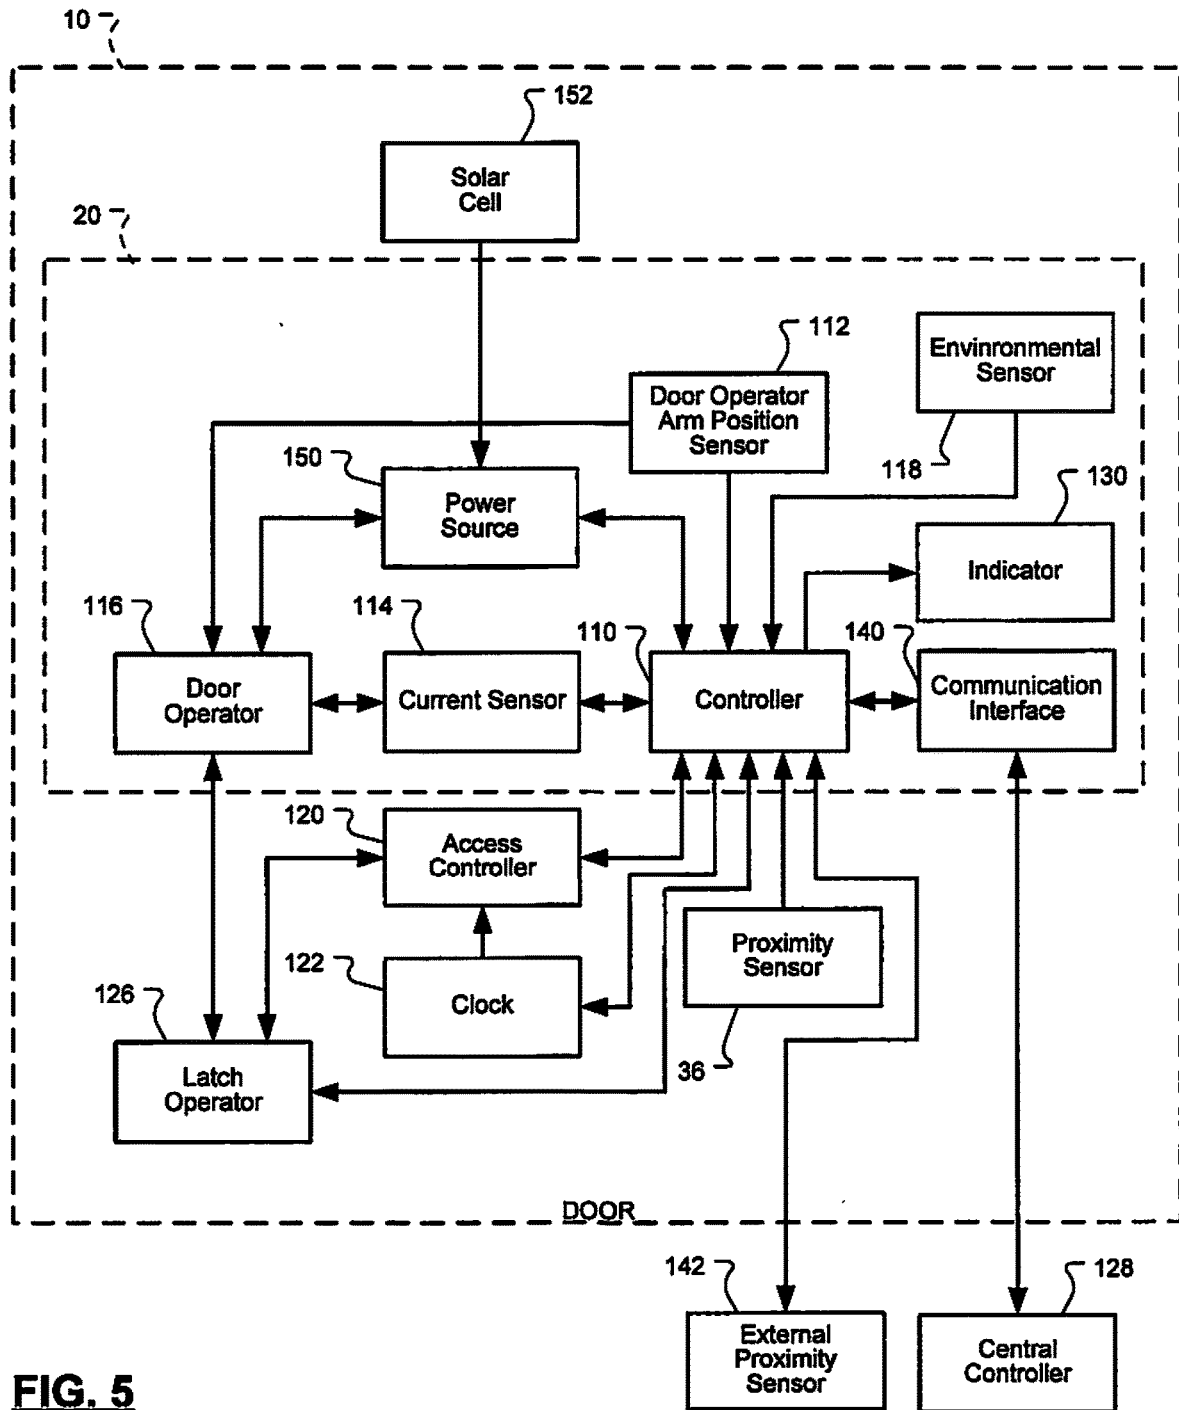 10
152
Solar
Cell
20
112
Envinronmental
Sensor
Door Operator
Arm Position
Sensor
118
150
Power
Source
130
Indicator
116
114
110
140
Door
Operator
Current Sensor
Controller
Communication
Interface
120
Access
Controller
122
Clock
Proximity
Sensor
36
126
Latch
Operator
DOOR
142
External
Proximity
Sensor
128
Central
Controller
FIG. 5